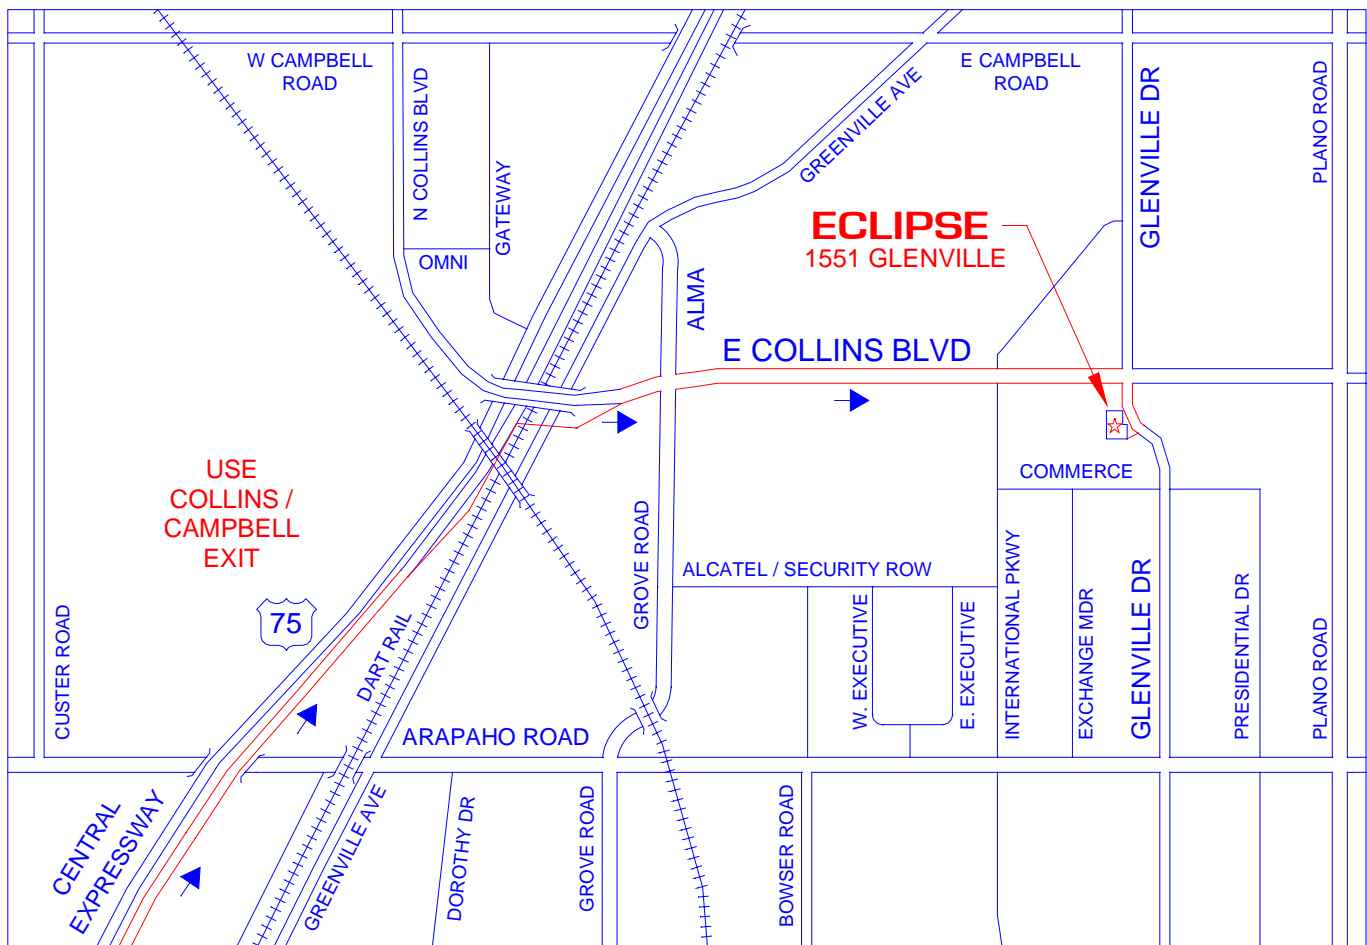 W CAMPBELL
ROAD
N COLLINS BLVD
GATEWAY
OMNI
E CAMPBELL
ROAD
GREENVILLE AVE
GLENVILLE DR
PLANO ROAD
ECLIPSE
1551 GLENVILLE
ALMA
E COLLINS BLVD
USE
COLLINS /
CAMPBELL
EXIT
75
COMMERCE
CUSTER ROAD
DART RAIL
GROVE ROAD
ALCATEL / SECURITY ROW
W. EXECUTIVE
E. EXECUTIVE
INTERNATIONAL PKWY
EXCHANGE MDR
GLENVILLE DR
PRESIDENTIAL DR
PLANO ROAD
ARAPAHO ROAD
CENTRAL
EXPRESSWAY
GREENVILLE AVE
DOROTHY DR
GROVE ROAD
BOWSER ROAD